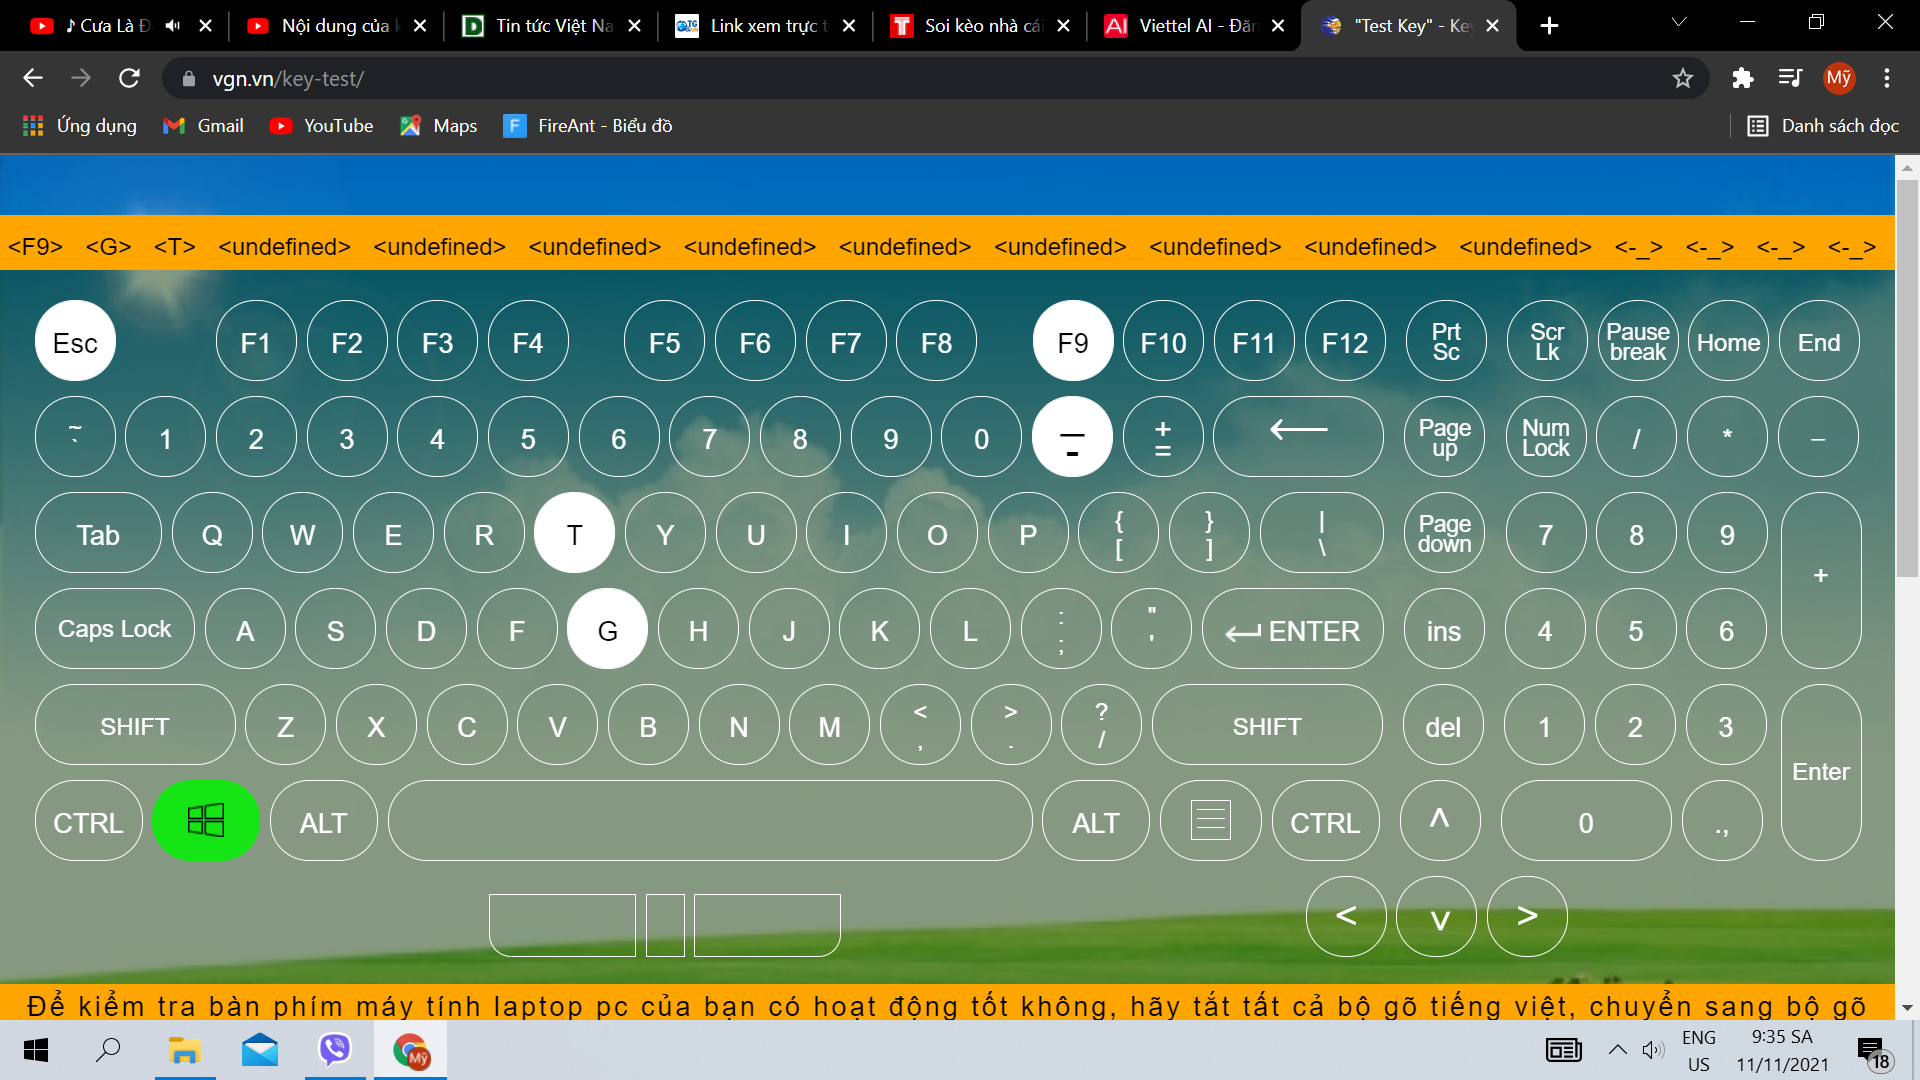 ♪ Cưa Là Đ Nội dung của k Tin tức Việt Na Link xem trực t Soi kèo nhà cái Viettel AI - Đăn "Test Key" - Key
vgn.vn/key-test/ Mỹ
Ứng dụng Gmail YouTube Maps FireAnt - Biểu đồ Danh sách đọc
<F9> <G> <T> <undefined> <undefined> <undefined> <undefined> <undefined> <undefined> <undefined> <undefined> <undefined> <-_> <-_> <-_> <-_>
Esc F1 F2 F3 F4 F5 F6 F7 F8 F9 F10 F11 F12 Prt Sc Scr Lk Pause break Home End
~ ` 1 2 3 4 5 6 7 8 9 0 — - + = ⟵ Page up Num Lock / * –
Tab Q W E R T Y U I O P { [ } ] | \ Page down 7 8 9 +
Caps Lock A S D F G H J K L : ; " ' ENTER ins 4 5 6
SHIFT Z X C V B N M < , > . ? / SHIFT del 1 2 3 Enter
CTRL ALT ALT CTRL ^ 0 .,
< v >
Để kiểm tra bàn phím máy tính laptop pc của bạn có hoạt động tốt không, hãy tắt tất cả bộ gõ tiếng việt, chuyển sang bộ gõ
Mỹ ENG US 9:35 SA 11/11/2021 18